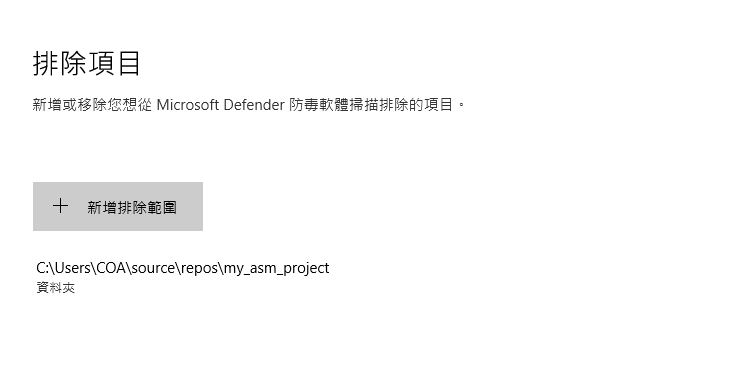 排除項目
新增或移除您想從 Microsoft Defender 防毒軟體掃描排除的項目。
新增排除範圍
C:\Users\COA\source\repos\my_asm_project
資料夾